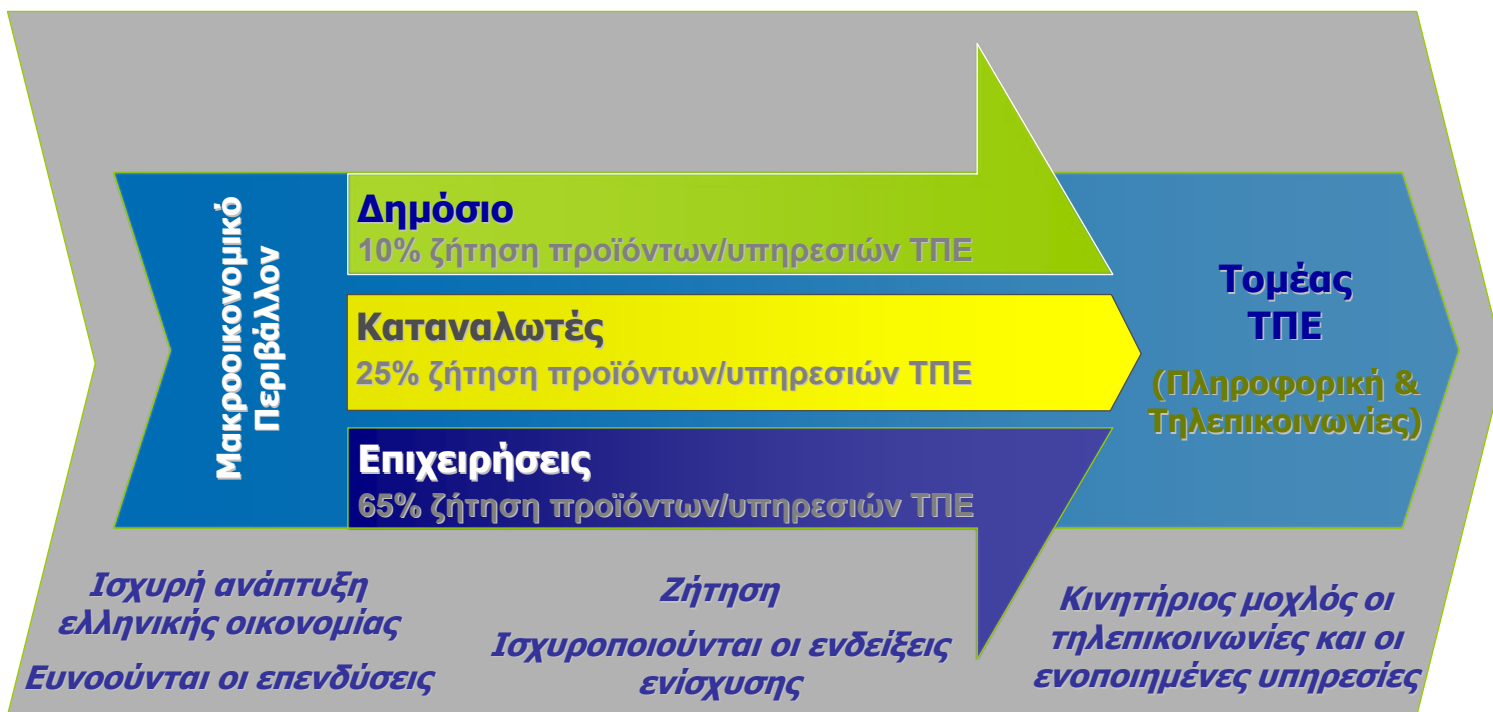 Μακροοικονομικό
Περιβάλλον
Δημόσιο
10% ζήτηση προϊόντων/υπηρεσιών ΤΠΕ
Καταναλωτές
25% ζήτηση προϊόντων/υπηρεσιών ΤΠΕ
Επιχειρήσεις
65% ζήτηση προϊόντων/υπηρεσιών ΤΠΕ
Τομέας
ΤΠΕ
(Πληροφορική &
Τηλεπικοινωνίες)
Ισχυρή ανάπτυξη
ελληνικής οικονομίας
Ευνοούνται οι επενδύσεις
Ζήτηση
Ισχυροποιούνται οι ενδείξεις
ενίσχυσης
Κινητήριος μοχλός οι
τηλεπικοινωνίες και οι
ενοποιημένες υπηρεσίες